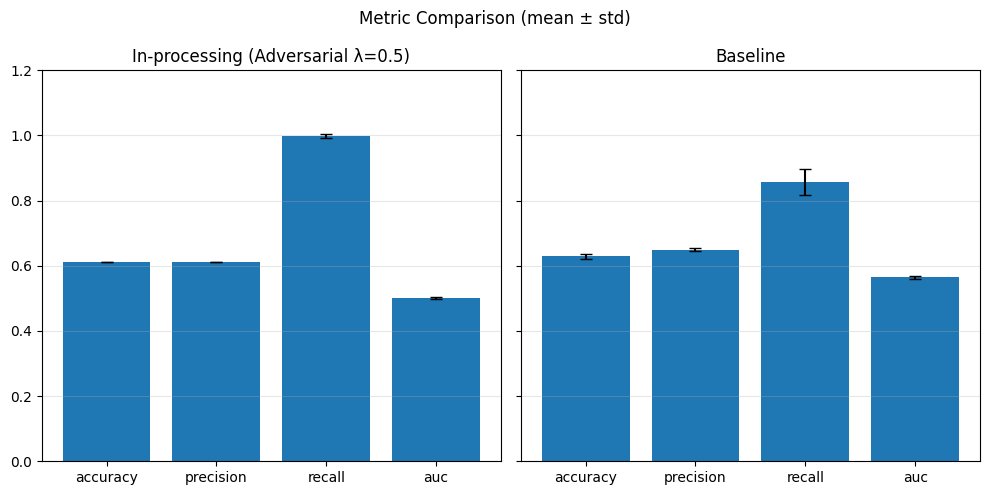 Metric Comparison (mean ± std)
In-processing (Adversarial λ=0.5)
Baseline
1.2
1.0
0.8
0.6
0.4
0.2
0.0
accuracy precision recall auc
accuracy precision recall auc